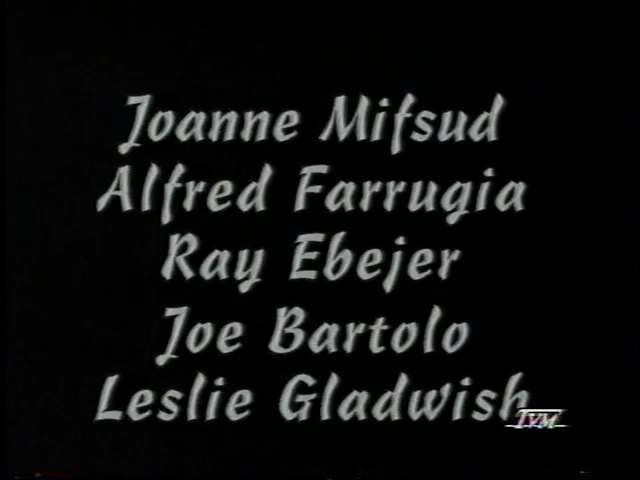 Joanne Mifsud
Alfred Farrugia
Ray Ebejer
Joe Bartolo
Leslie Gladwish
TVM